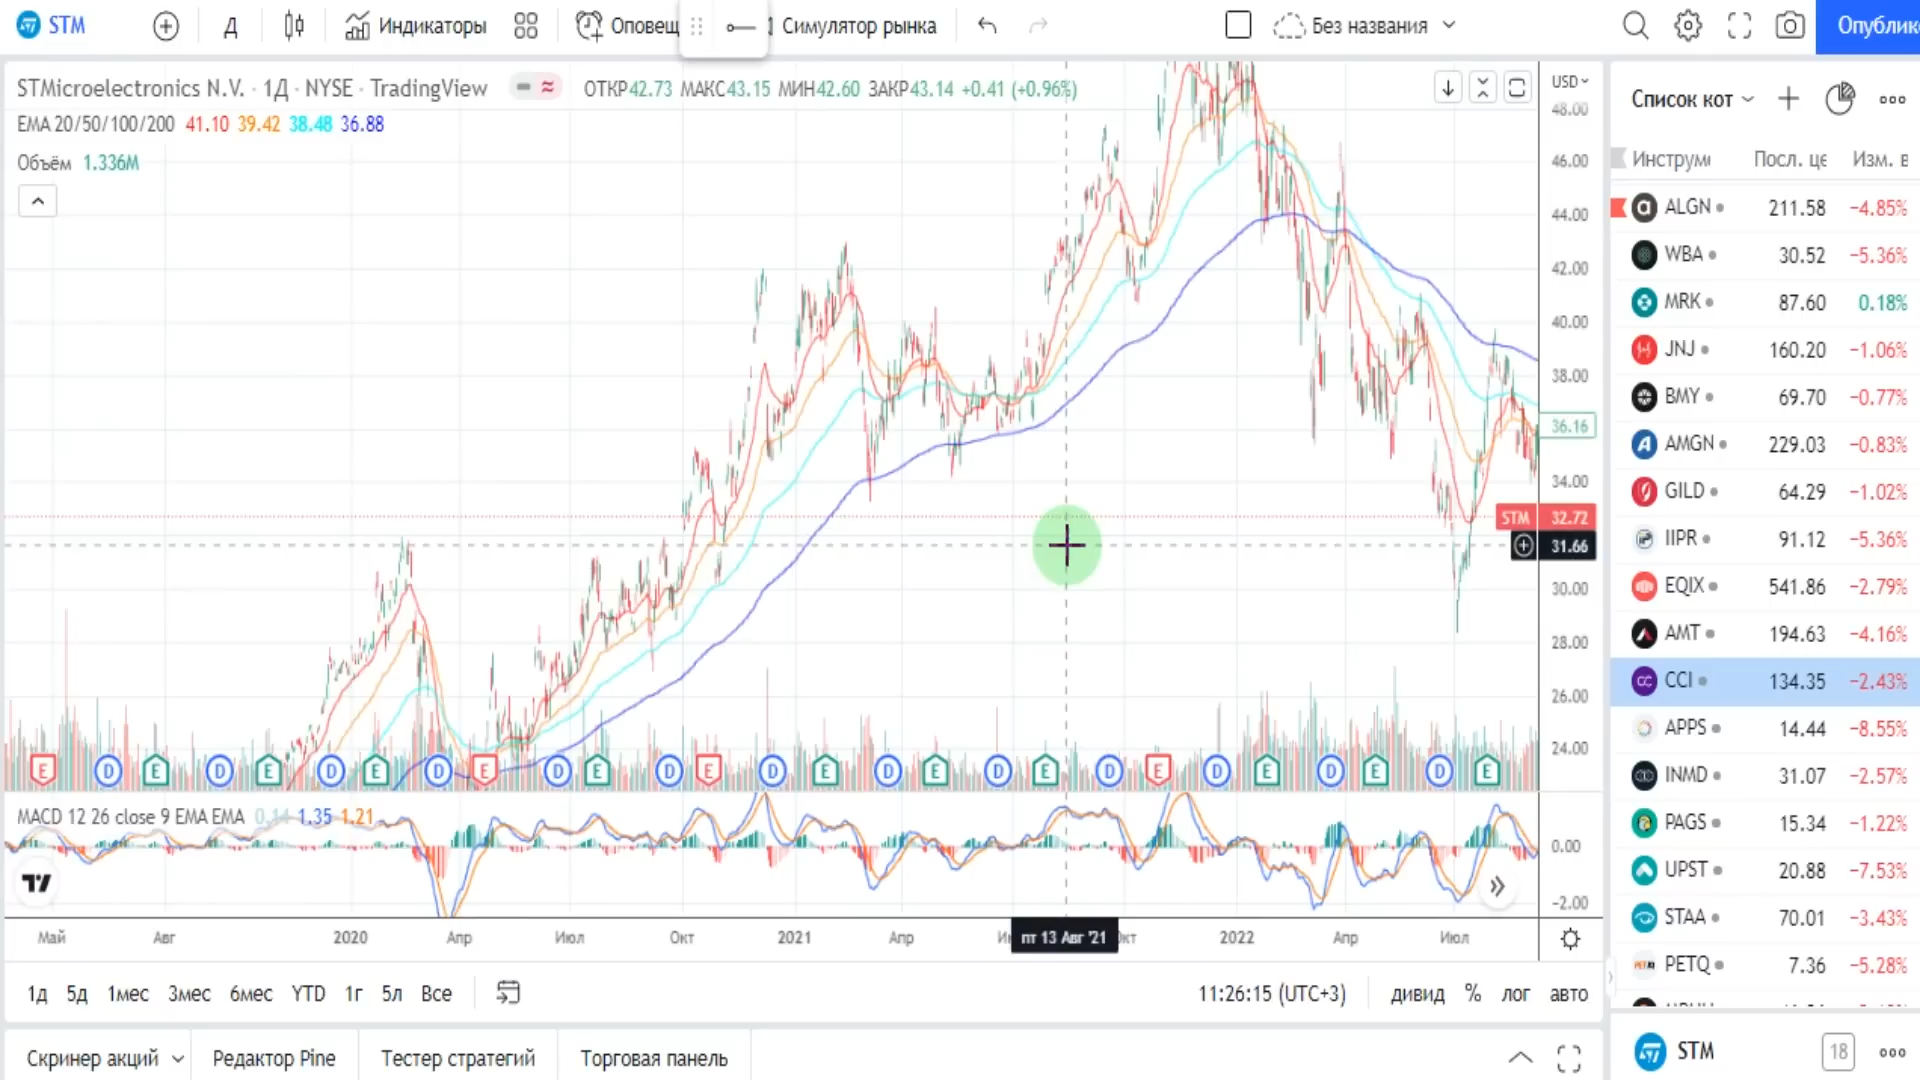 STM
Д
Индикаторы
Оповещ
Симулятор рынка
Без названия
Опублик
STMicroelectronics N.V. · 1Д · NYSE · TradingView
ОТКР42.73 МАКС43.15 МИН42.60 ЗАКР43.14 +0.41 (+0.96%)
EMA 20/50/100/200 41.10 39.42 38.48 36.88
Объём 1.336M
USD
48.00
46.00
44.00
42.00
40.00
38.00
36.16
34.00
STM 32.72
31.66
30.00
28.00
26.00
24.00
E D E D E D E D E D E D E D E D E D E D E D E D E D E
MACD 12 26 close 9 EMA EMA 0.14 1.35 1.21
0.00
−2.00
Май Авг 2020 Апр Июл Окт 2021 Апр пт 13 Авг '21 2022 Апр Июл
1д 5д 1мес 3мес 6мес YTD 1г 5л Все
11:26:15 (UTC+3) дивид % лог авто
Скринер акций Редактор Pine Тестер стратегий Торговая панель
Список кот
Инструм Посл. це Изм. в
ALGN 211.58 −4.85%
WBA 30.52 −5.36%
MRK 87.60 0.18%
JNJ 160.20 −1.06%
BMY 69.70 −0.77%
AMGN 229.03 −0.83%
GILD 64.29 −1.02%
IIPR 91.12 −5.36%
EQIX 541.86 −2.79%
AMT 194.63 −4.16%
CCI 134.35 −2.43%
APPS 14.44 −8.55%
INMD 31.07 −2.57%
PAGS 15.34 −1.22%
UPST 20.88 −7.53%
STAA 70.01 −3.43%
PETQ 7.36 −5.28%
STM 18